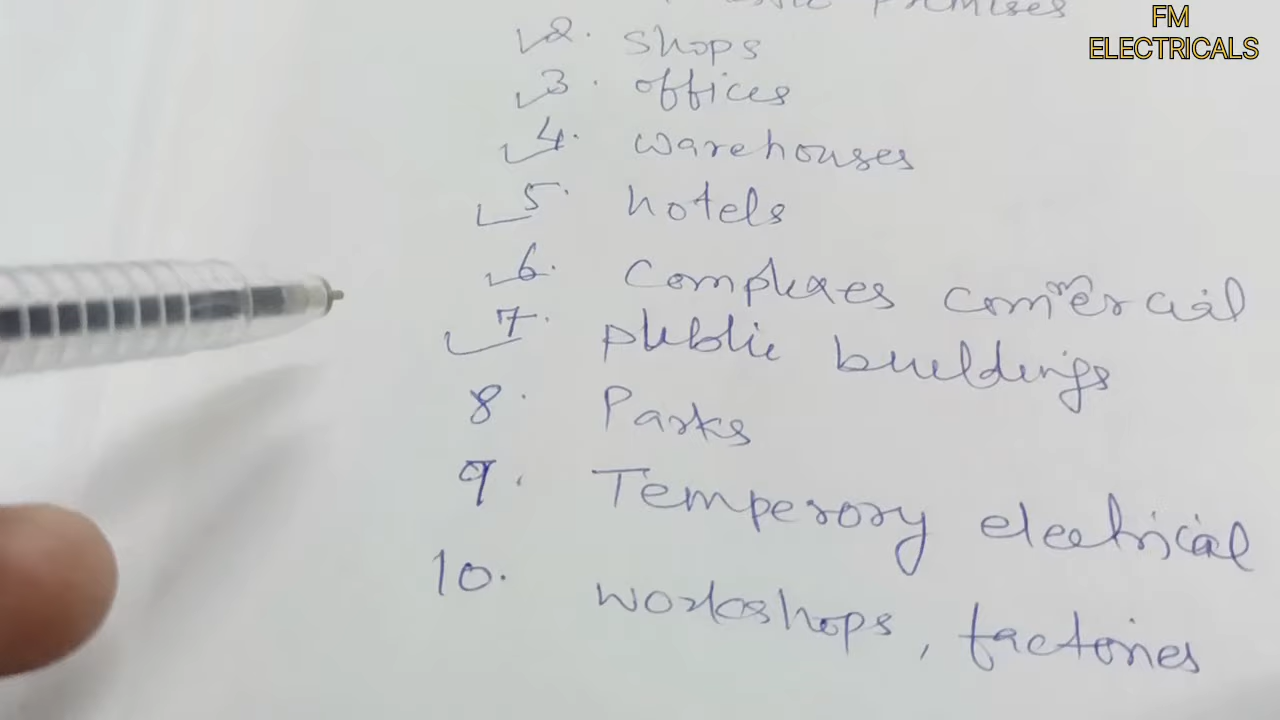 premises
FM
ELECTRICALS
2. shops
3. offices
4. warehouses
5. hotels
6. Complexes commercial
7. public buildings
8. Parks
9. Temperory electrical
10. workshops, factories